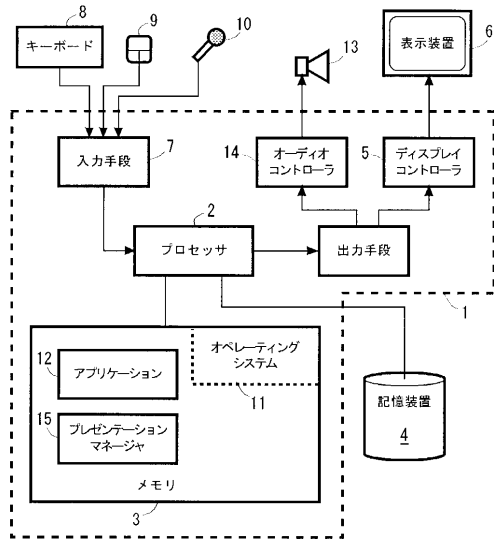 8
キーボード
9
10
13
表示装置
6
入力手段
7
14
オーディオ
コントローラ
5
ディスプレイ
コントローラ
2
プロセッサ
出力手段
1
オペレーティング
システム
11
12
アプリケーション
15
プレゼンテーション
マネージャ
メモリ
3
記憶装置
4